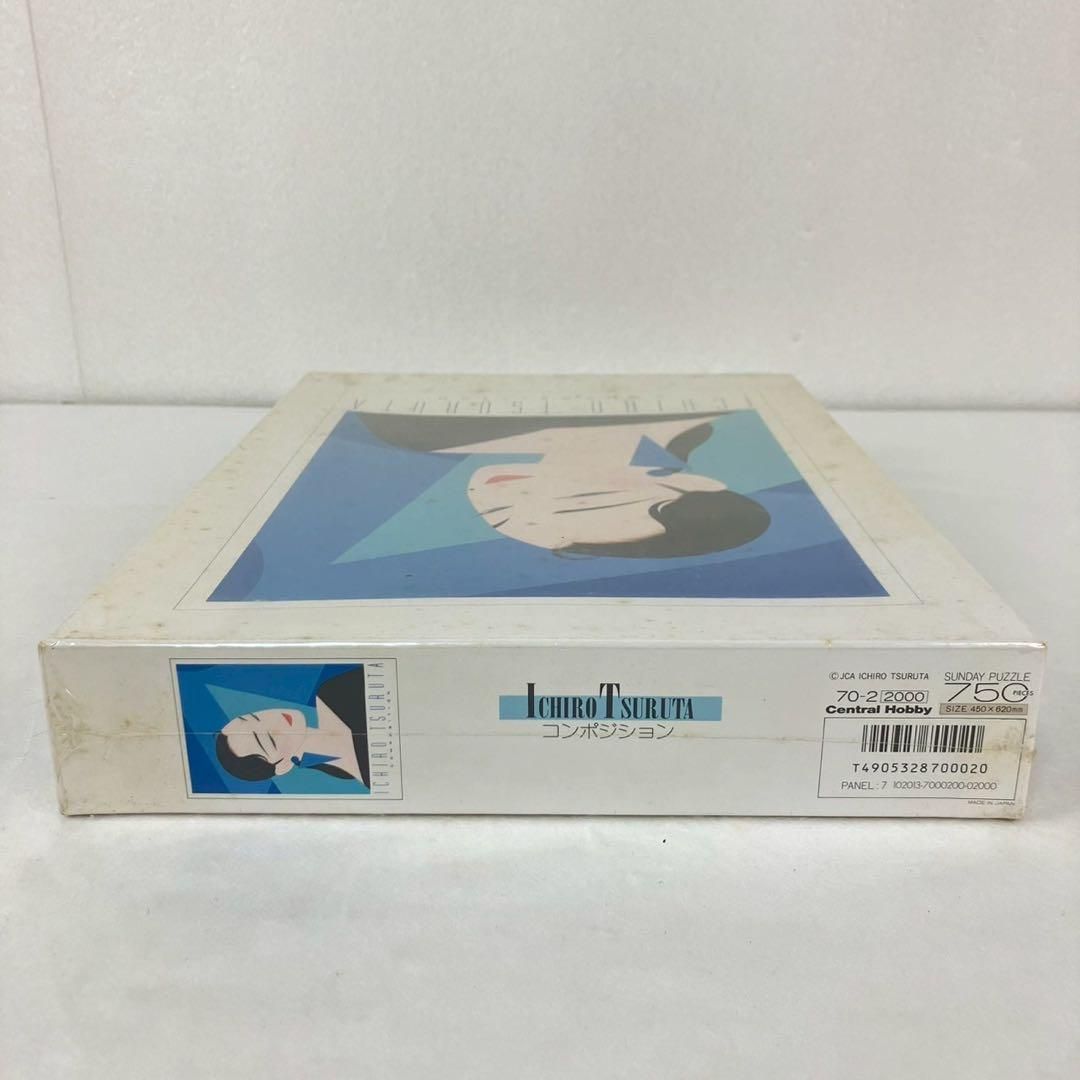 ICHIRO TSURUTA
ICHIRO TSURUTA
COMPOSITION
ICHIRO TSURUTA
コンポジション
© JCA ICHIRO TSURUTA
SUNDAY PUZZLE
70-2 2000
750 PIECES
Central Hobby
SIZE 450×620mm
T4905328700020
PANEL:7 102013-7000200-02000
MADE IN JAPAN